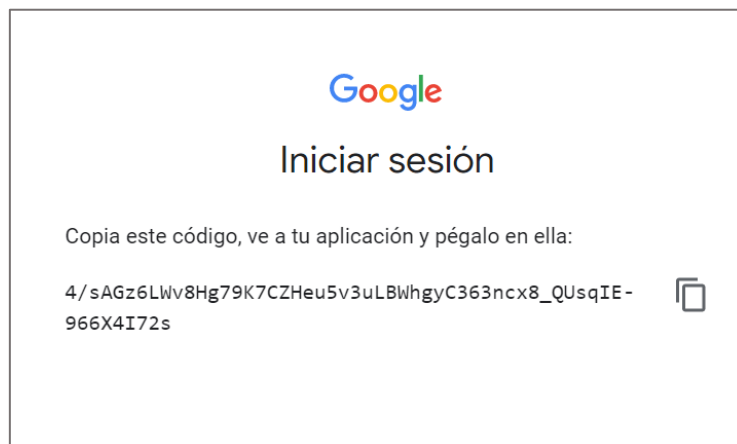 Google
Iniciar sesión
Copia este código, ve a tu aplicación y pégalo en ella:
4/sAGz6LWv8Hg79K7CZHeu5v3uLBWhgyC363ncx8_QUsqIE-
966X4I72s